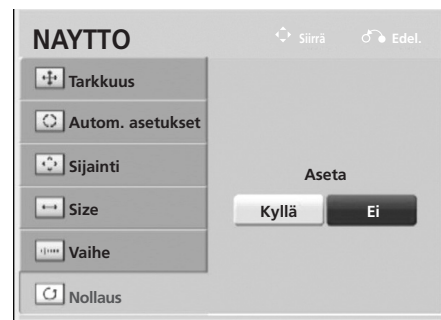 NAYTTO
Siirrä Edel.
Tarkkuus
Autom. asetukset
Sijainti
Size
Vaihe
Nollaus
Aseta
Kyllä Ei